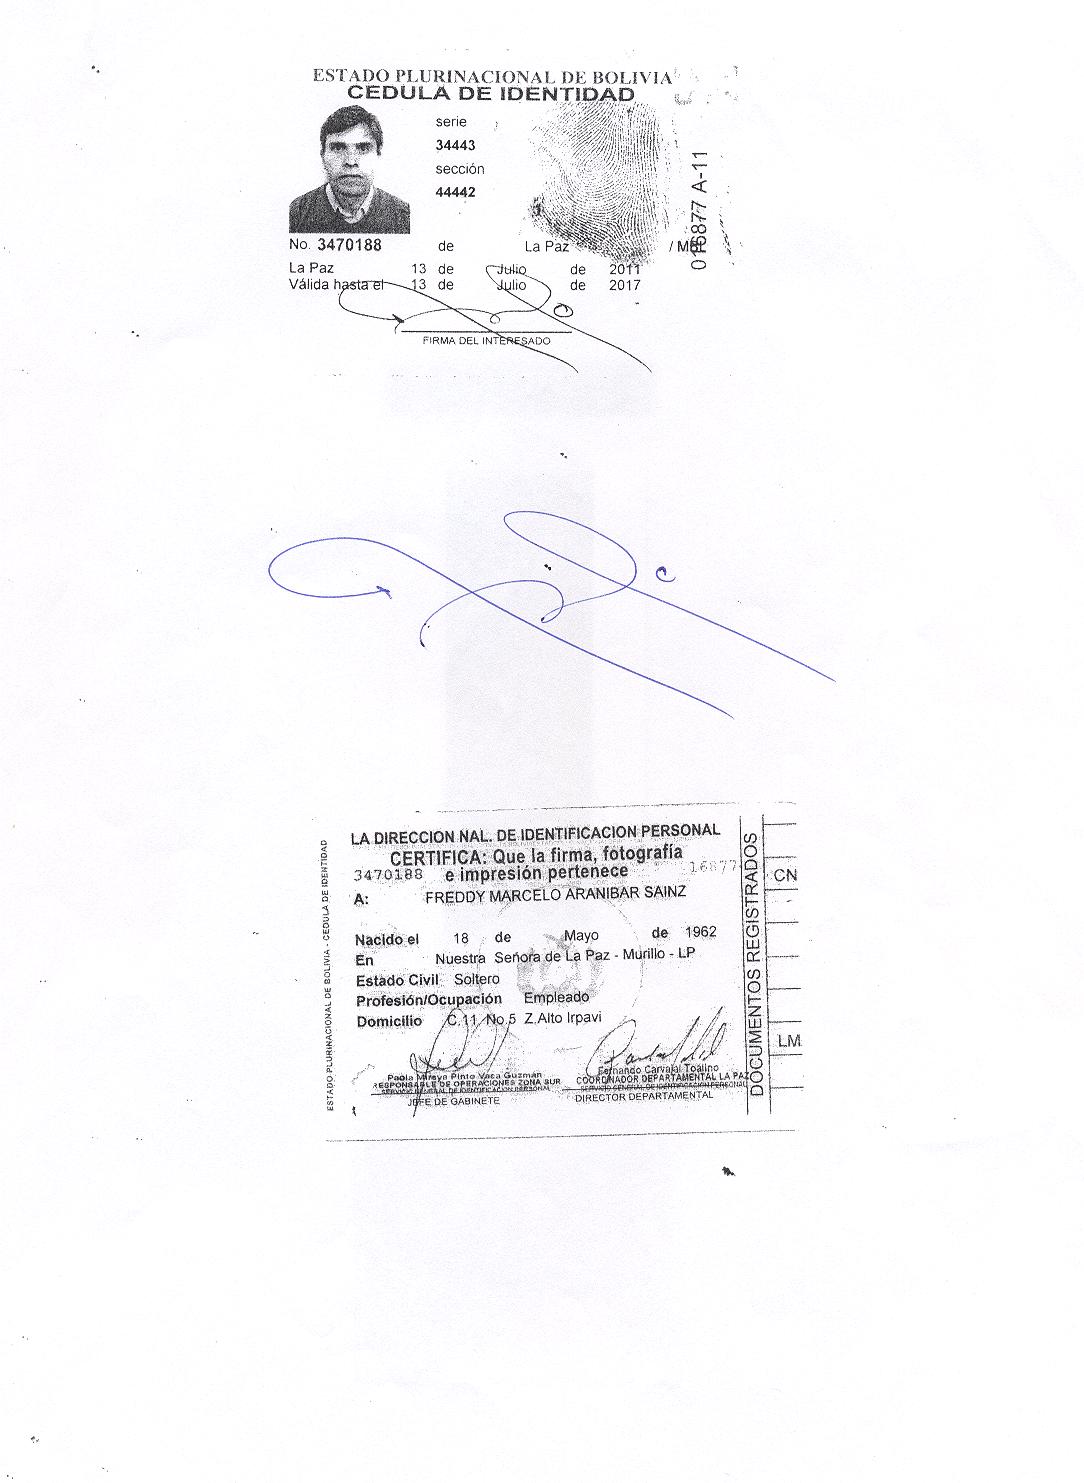 ESTADO PLURINACIONAL DE BOLIVIA
CEDULA DE IDENTIDAD
serie
34443
sección
44442
016877 A-11
No. 3470188 de La Paz
La Paz 13 de Julio de 2011
Válida hasta el 13 de Julio de 2017
FIRMA DEL INTERESADO
ESTADO PLURINACIONAL DE BOLIVIA - CEDULA DE IDENTIDAD
LA DIRECCION NAL. DE IDENTIFICACION PERSONAL
CERTIFICA: Que la firma, fotografía
3470188 e impresión pertenece 16877
A: FREDDY MARCELO ARANIBAR SAINZ
Nacido el 18 de Mayo de 1962
En Nuestra Señora de La Paz - Murillo - LP
Estado Civil Soltero
Profesión/Ocupación Empleado
Domicilio C.11 No.5 Z.Alto Irpavi
Paola Mireya Pinto Vaca Guzmán
RESPONSABLE DE OPERACIONES ZONA SUR
SERVICIO GENERAL DE IDENTIFICACION PERSONAL
JEFE DE GABINETE
Fernando Carvajal Toalino
COORDINADOR DEPARTAMENTAL LA PAZ
SERVICIO GENERAL DE IDENTIFICACION PERSONAL
DIRECTOR DEPARTAMENTAL
DOCUMENTOS REGISTRADOS
CN
LM